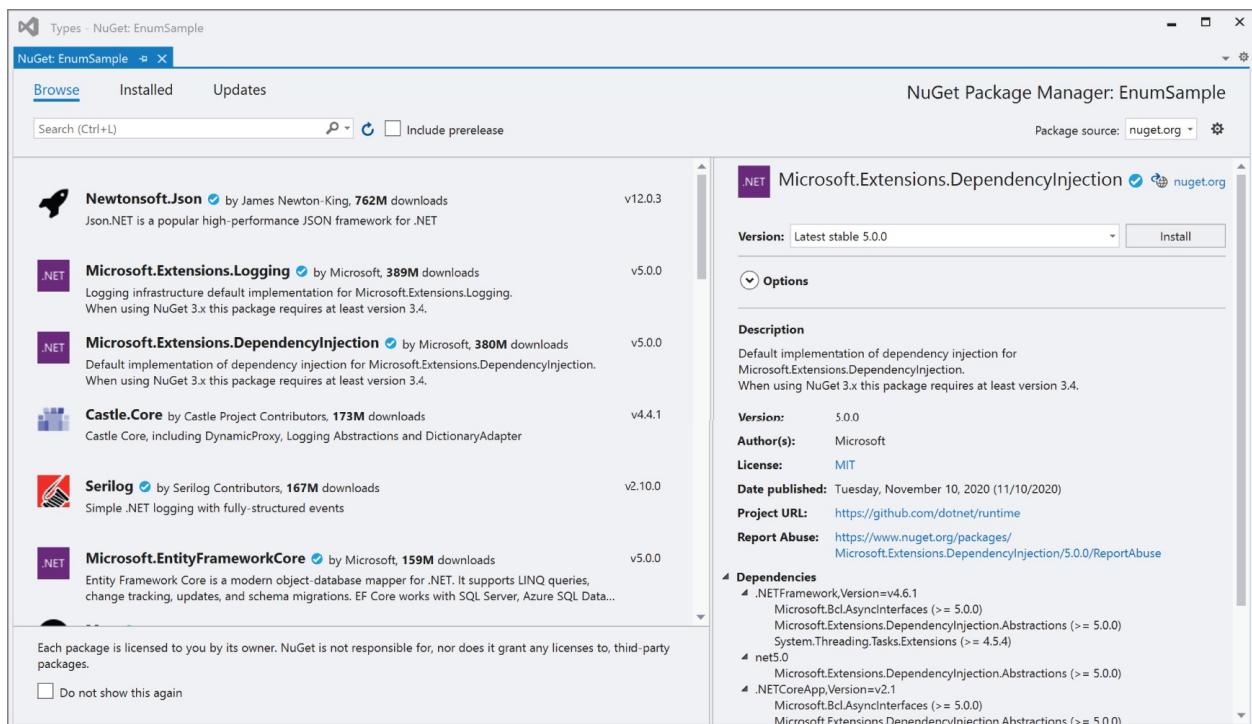 Types - NuGet: EnumSample
NuGet: EnumSample
Browse
Installed
Updates
NuGet Package Manager: EnumSample
Search (Ctrl+L)
Include prerelease
Package source: nuget.org
Newtonsoft.Json by James Newton-King, 762M downloads v12.0.3
Json.NET is a popular high-performance JSON framework for .NET
.NET
Microsoft.Extensions.Logging by Microsoft, 389M downloads v5.0.0
Logging infrastructure default implementation for Microsoft.Extensions.Logging.
When using NuGet 3.x this package requires at least version 3.4.
.NET
Microsoft.Extensions.DependencyInjection by Microsoft, 380M downloads v5.0.0
Default implementation of dependency injection for Microsoft.Extensions.DependencyInjection.
When using NuGet 3.x this package requires at least version 3.4.
Castle.Core by Castle Project Contributors, 173M downloads v4.4.1
Castle Core, including DynamicProxy, Logging Abstractions and DictionaryAdapter
Serilog by Serilog Contributors, 167M downloads v2.10.0
Simple .NET logging with fully-structured events
.NET
Microsoft.EntityFrameworkCore by Microsoft, 159M downloads v5.0.0
Entity Framework Core is a modern object-database mapper for .NET. It supports LINQ queries,
change tracking, updates, and schema migrations. EF Core works with SQL Server, Azure SQL Data...
Each package is licensed to you by its owner. NuGet is not responsible for, nor does it grant any licenses to, third-party
packages.
Do not show this again
.NET
Microsoft.Extensions.DependencyInjection nuget.org
Version: Latest stable 5.0.0 Install
Options
Description
Default implementation of dependency injection for
Microsoft.Extensions.DependencyInjection.
When using NuGet 3.x this package requires at least version 3.4.
Version: 5.0.0
Author(s): Microsoft
License: MIT
Date published: Tuesday, November 10, 2020 (11/10/2020)
Project URL: https://github.com/dotnet/runtime
Report Abuse: https://www.nuget.org/packages/
Microsoft.Extensions.DependencyInjection/5.0.0/ReportAbuse
Dependencies
.NETFramework,Version=v4.6.1
Microsoft.Bcl.AsyncInterfaces (>= 5.0.0)
Microsoft.Extensions.DependencyInjection.Abstractions (>= 5.0.0)
System.Threading.Tasks.Extensions (>= 4.5.4)
net5.0
Microsoft.Extensions.DependencyInjection.Abstractions (>= 5.0.0)
.NETCoreApp,Version=v2.1
Microsoft.Bcl.AsyncInterfaces (>= 5.0.0)
Microsoft.Extensions.DependencyInjection.Abstractions (>= 5.0.0)